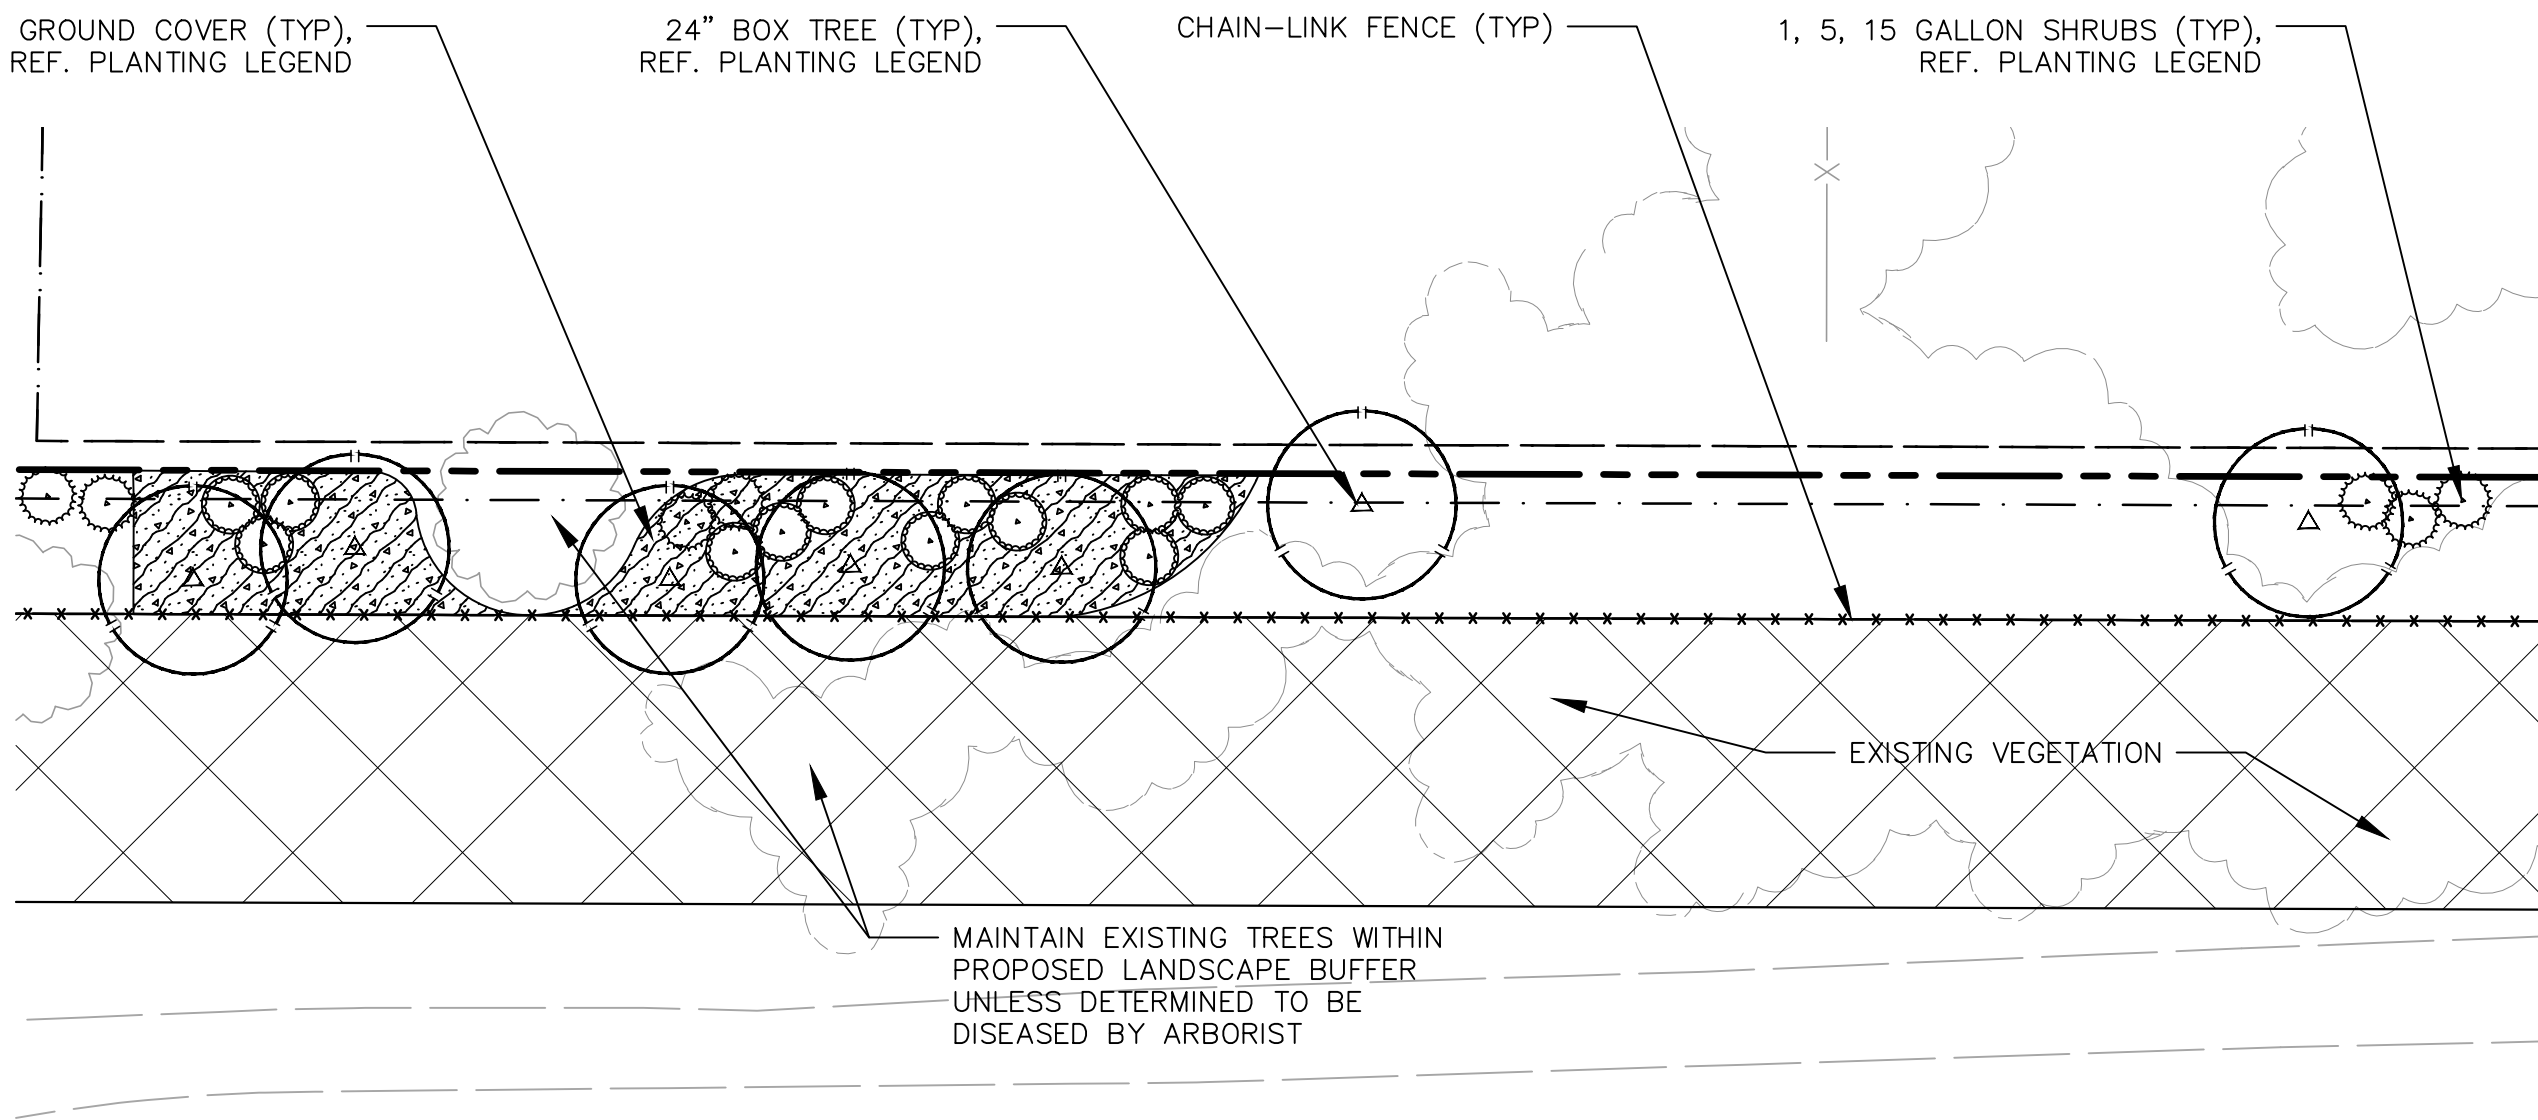 GROUND COVER (TYP),
REF. PLANTING LEGEND
24” BOX TREE (TYP),
REF. PLANTING LEGEND
CHAIN-LINK FENCE (TYP)
1, 5, 15 GALLON SHRUBS (TYP),
REF. PLANTING LEGEND
EXISTING VEGETATION
MAINTAIN EXISTING TREES WITHIN
PROPOSED LANDSCAPE BUFFER
UNLESS DETERMINED TO BE
DISEASED BY ARBORIST